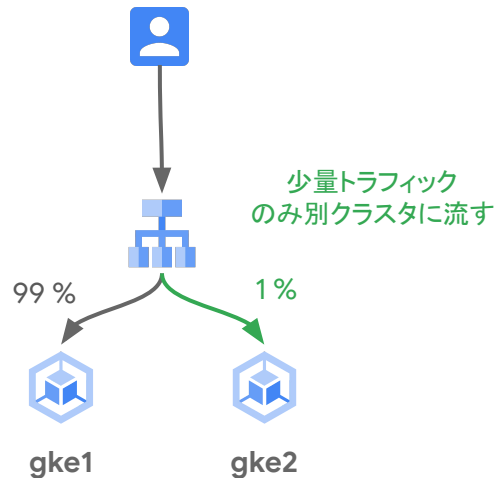 少量トラフィック
のみ別クラスタに流す
99 %
1 %
gke1
gke2